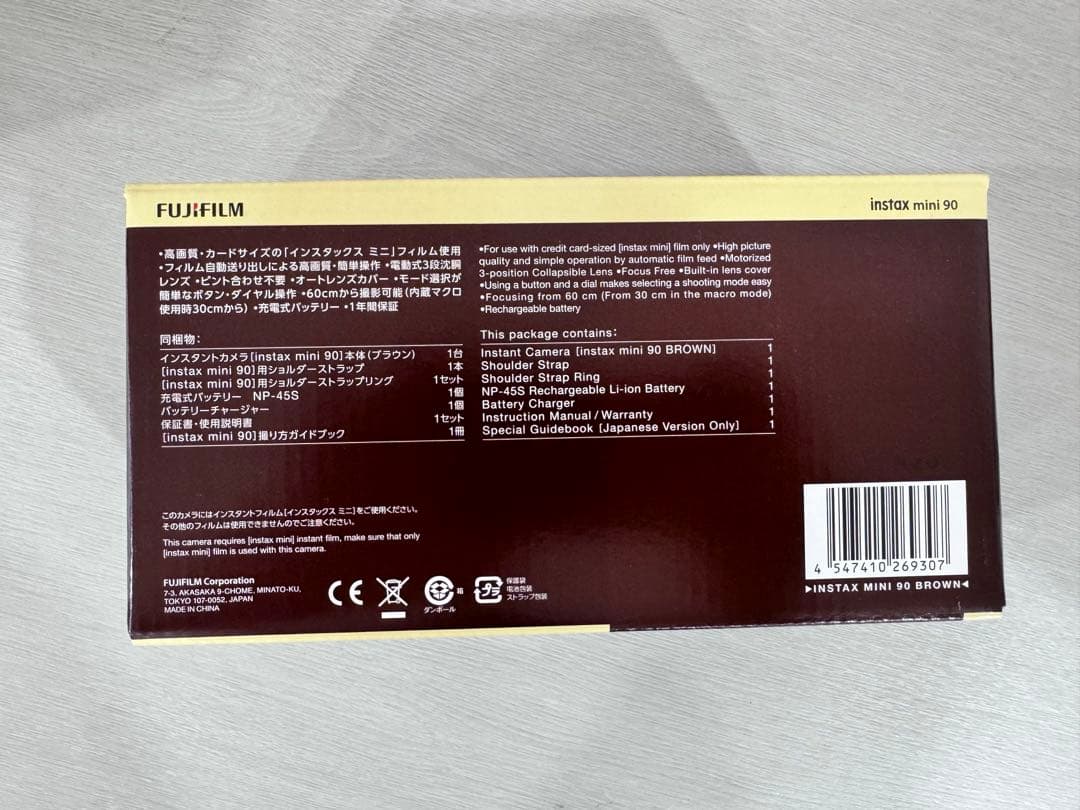 FUJIFILM
instax mini 90
・高画質・カードサイズの「インスタックス ミニ」フィルム使用
・フィルム自動送り出しによる高画質・簡単操作 ・電動式3段沈胴
レンズ ・ピント合わせ不要 ・オートレンズカバー ・モード選択が
簡単なボタン・ダイヤル操作 ・60cmから撮影可能(内蔵マクロ
使用時30cmから) ・充電式バッテリー ・1年間保証
同梱物:
インスタントカメラ[instax mini 90]本体(ブラウン) 1台
[instax mini 90]用ショルダーストラップ 1本
[instax mini 90]用ショルダーストラップリング 1セット
充電式バッテリー NP-45S 1個
バッテリーチャージャー 1個
保証書・使用説明書 1セット
[instax mini 90]撮り方ガイドブック 1冊
•For use with credit card-sized [instax mini] film only •High picture
quality and simple operation by automatic film feed •Motorized
3-position Collapsible Lens •Focus Free •Built-in lens cover
•Using a button and a dial makes selecting a shooting mode easy
•Focusing from 60 cm (From 30 cm in the macro mode)
•Rechargeable battery
This package contains:
Instant Camera [instax mini 90 BROWN] 1
Shoulder Strap 1
Shoulder Strap Ring 1
NP-45S Rechargeable Li-ion Battery 1
Battery Charger 1
Instruction Manual / Warranty 1
Special Guidebook [Japanese Version Only] 1
このカメラにはインスタントフィルム[インスタックス ミニ]をご使用ください。
その他のフィルムは使用できませんのでご注意ください。
This camera requires [instax mini] instant film, make sure that only
[instax mini] film is used with this camera.
FUJIFILM Corporation
7-3, AKASAKA 9-CHOME, MINATO-KU,
TOKYO 107-0052, JAPAN
MADE IN CHINA
CE
箱
ダンボール
プラ
保護袋
電池包装
ストラップ包装
4 547410 269307
▶INSTAX MINI 90 BROWN◀